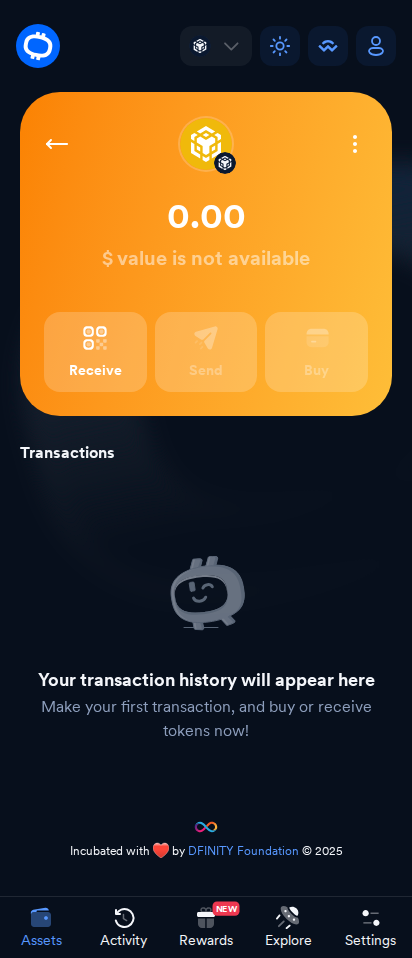 0.00
$ value is not available
Receive
Send
Buy
Transactions
Your transaction history will appear here
Make your first transaction, and buy or receive
tokens now!
Incubated with ❤️ by DFINITY Foundation © 2025
NEW
Assets
Activity
Rewards
Explore
Settings